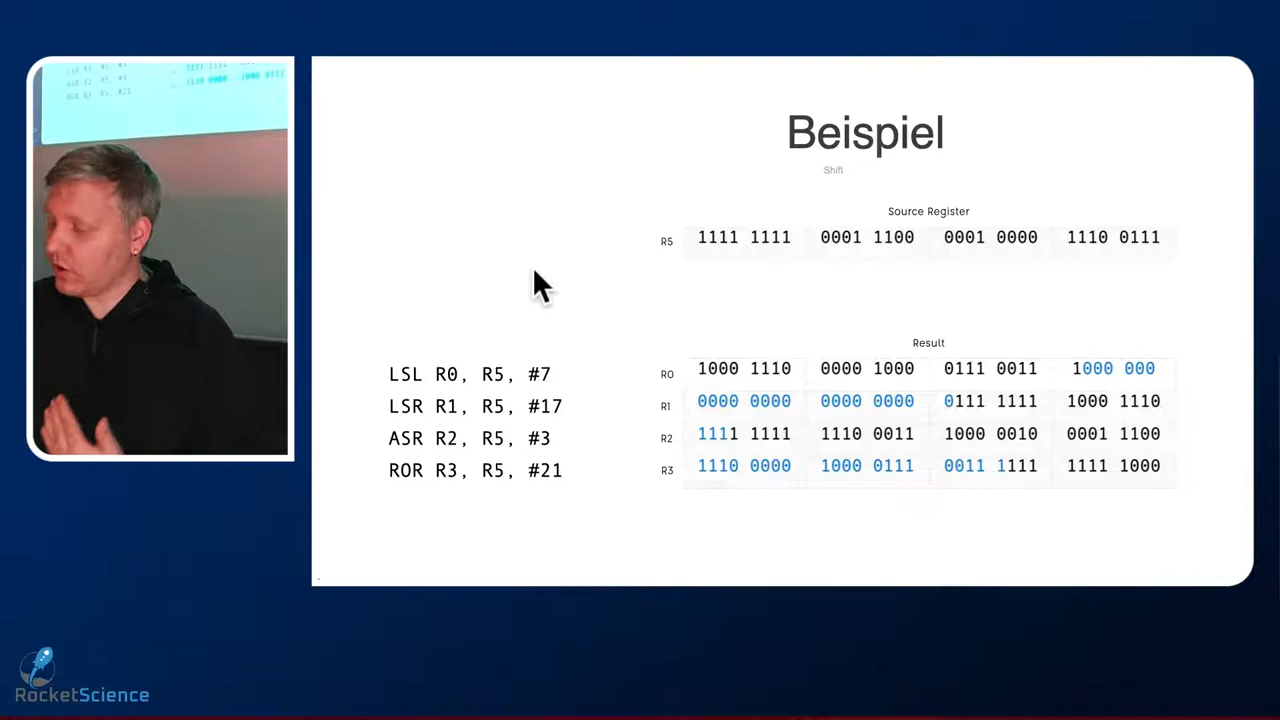 Beispiel
Shift
Source Register
R5 1111 1111 0001 1100 0001 0000 1110 0111
Result
LSL R0, R5, #7
LSR R1, R5, #17
ASR R2, R5, #3
ROR R3, R5, #21
R0 1000 1110 0000 1000 0111 0011 1000 000
R1 0000 0000 0000 0000 0111 1111 1000 1110
R2 1111 1111 1110 0011 1000 0010 0001 1100
R3 1110 0000 1000 0111 0011 1111 1111 1000
RocketScience